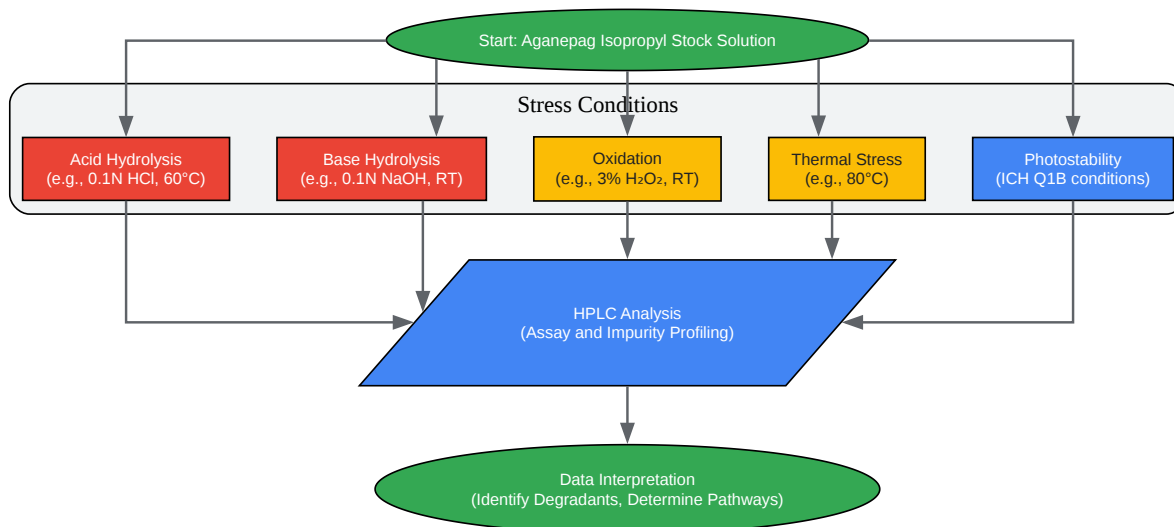 Start: Aganepag Isopropyl Stock Solution
Stress Conditions
Acid Hydrolysis
(e.g., 0.1N HCl, 60°C)
Base Hydrolysis
(e.g., 0.1N NaOH, RT)
Oxidation
(e.g., 3% H₂O₂, RT)
Thermal Stress
(e.g., 80°C)
Photostability
(ICH Q1B conditions)
HPLC Analysis
(Assay and Impurity Profiling)
Data Interpretation
(Identify Degradants, Determine Pathways)